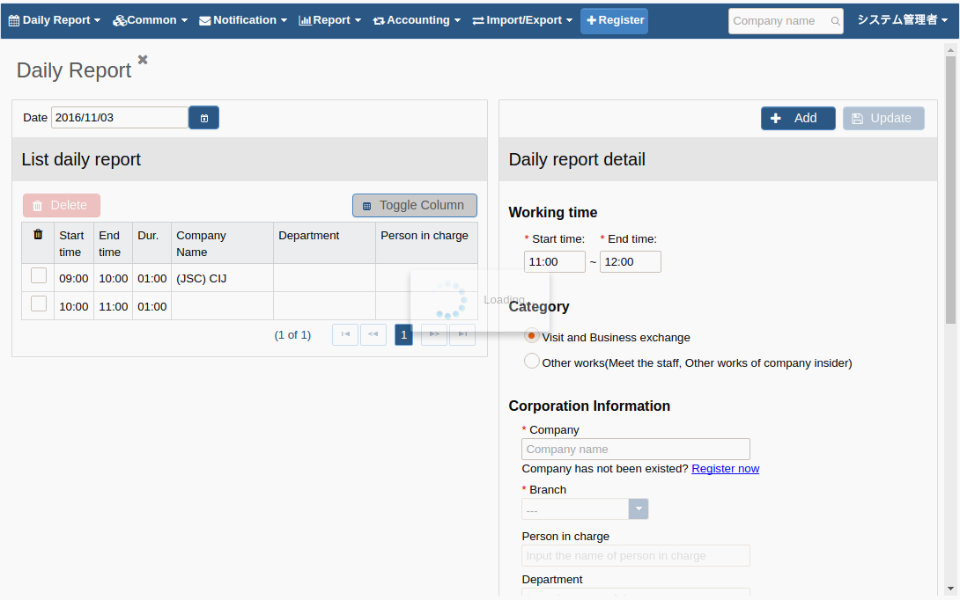 Daily Report Common Notification Report Accounting Import/Export Register Company name システム管理者
Daily Report
Date 2016/11/03
List daily report
Delete Toggle Column
Start time End time Dur. Company Name Department Person in charge
09:00 10:00 01:00 (JSC) CIJ
10:00 11:00 01:00
(1 of 1) 1
Loading
Add Update
Daily report detail
Working time
* Start time: * End time:
11:00 ~ 12:00
Category
Visit and Business exchange
Other works(Meet the staff, Other works of company insider)
Corporation Information
* Company
Company name
Company has not been existed? Register now
* Branch
---
Person in charge
Input the name of person in charge
Department